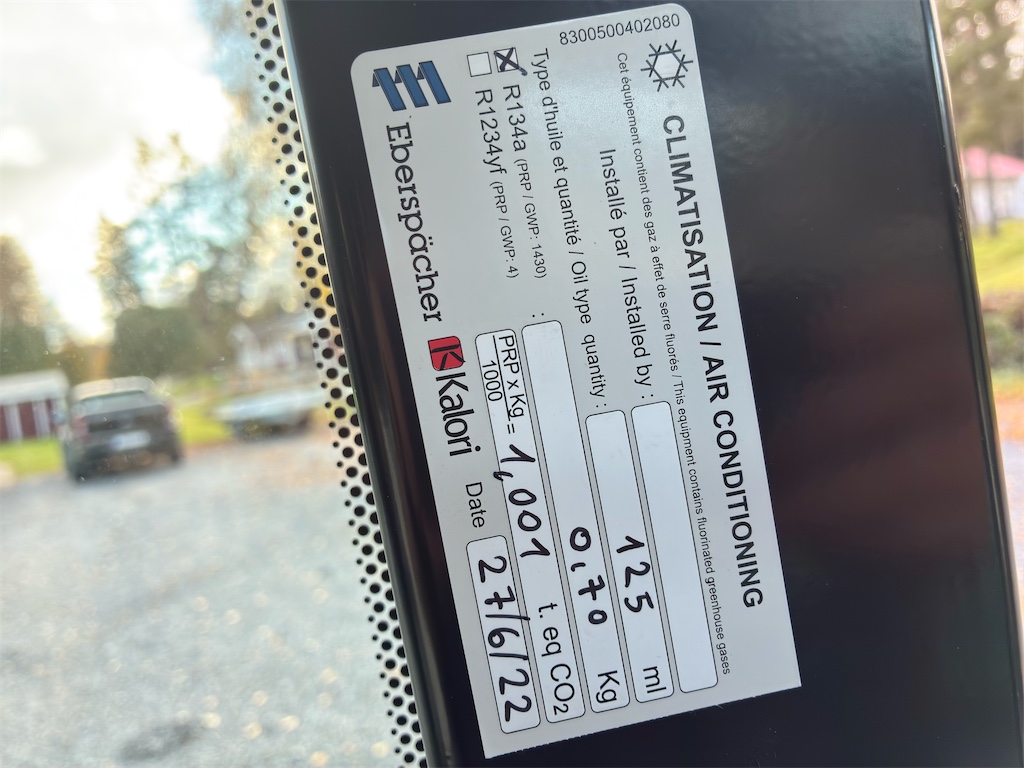 8300500402080
CLIMATISATION / AIR CONDITIONING
Cet équipement contient des gaz à effet de serre fluorés / This equipment contains fluorinated greenhouse gases
Installé par / Installed by :
Type d'huile et quantité / Oil type quantity : 125 ml
R134a (PRP / GWP: 1430) : 0,70 Kg
R1234yf (PRP / GWP: 4) PRP x Kg = 1,001 t. eq CO₂
1000
Eberspächer Kalori Date 27/6/22